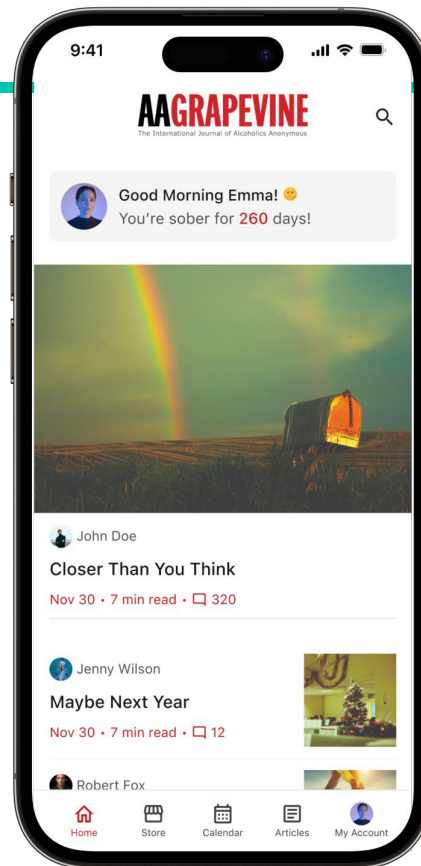 9:41
AAGRAPEVINE
The International Journal of Alcoholics Anonymous
Good Morning Emma!
You're sober for 260 days!
John Doe
Closer Than You Think
Nov 30 • 7 min read • 320
Jenny Wilson
Maybe Next Year
Nov 30 • 7 min read • 12
Robert Fox
Home Store Calendar Articles My Account